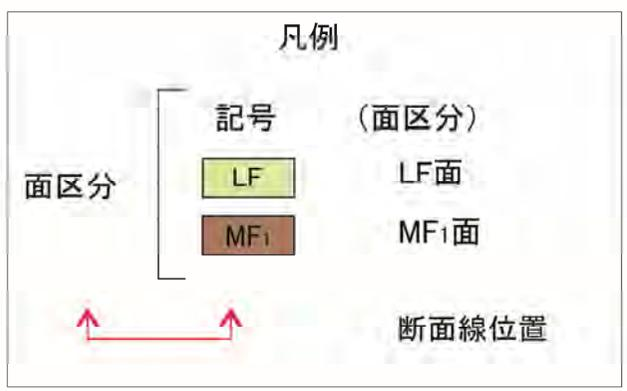 凡例
記号 (面区分)
面区分
LF LF面
MF₁ MF₁面
断面線位置